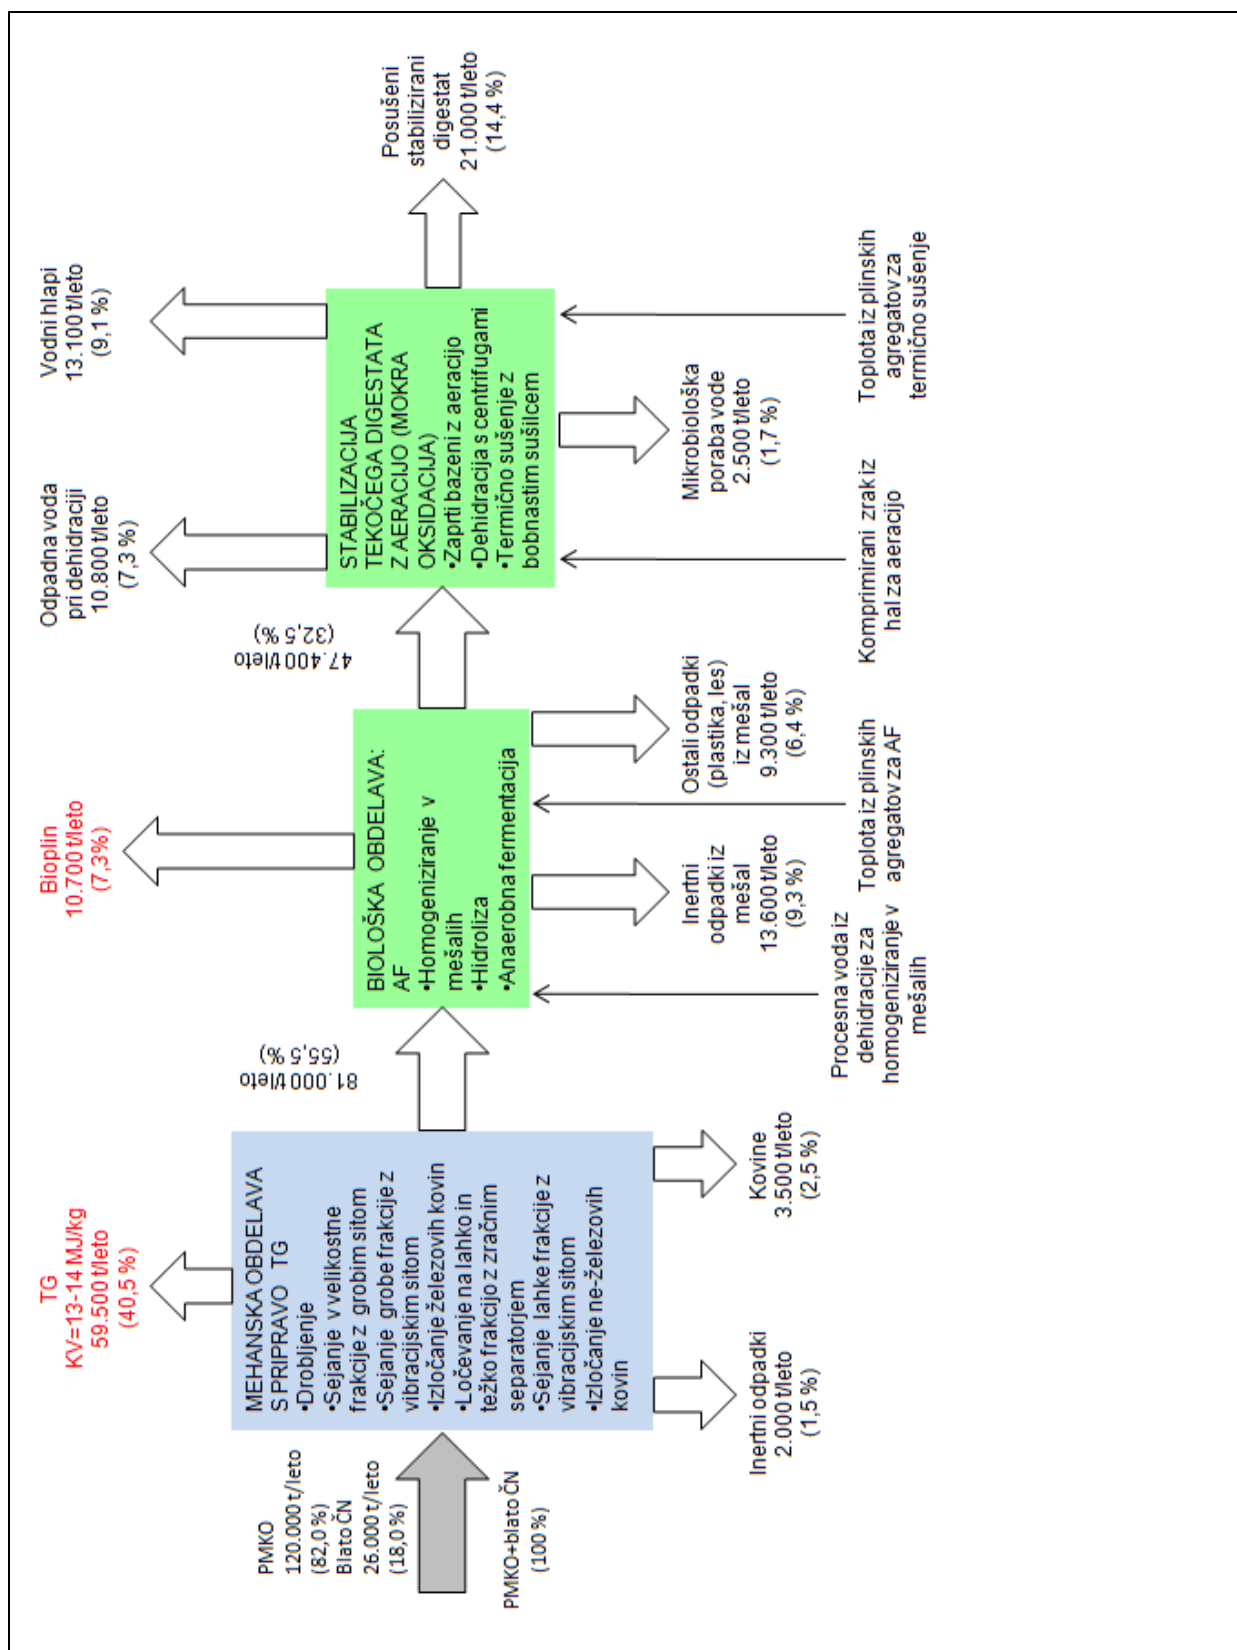 TG
KV=13-14 MJ/kg
59.500 t/leto
(40,5 %)
Bioplin
10.700 t/leto
(7,3%)
Odpadna voda
pri dehidraciji
10.800 t/leto
(7,3 %)
Vodni hlapi
13.100 t/leto
(9,1 %)
PMKO
120.000 t/leto
(82,0 %)
Blato ČN
26.000 t/leto
(18,0 %)
PMKO+blato ČN
(100 %)
MEHANSKA OBDELAVA
S PRIPRAVO TG
•Drobljenje
•Sejanje v velikostne
frakcije z grobim sitom
•Sejanje grobe frakcije z
vibracijskim sitom
•Izločanje železovih kovin
•Ločevanje na lahko in
težko frakcijo z zračnim
separatorjem
•Sejanje lahke frakcije z
vibracijskim sitom
•Izločanje ne-železovih
kovin
81.000 t/leto
(55,5 %)
BIOLOŠKA OBDELAVA:
AF
•Homogeniziranje v
mešalih
•Hidroliza
•Anaerobna fermentacija
47.400 t/leto
(32,5 %)
STABILIZACIJA
TEKOČEGA DIGESTATA
Z AERACIJO (MOKRA
OKSIDACIJA)
•Zaprti bazeni z aeracijo
•Dehidracija s centrifugami
•Termično sušenje z
bobnastim sušilcem
Posušeni
stabilizirani
digestat
21.000 t/leto
(14,4 %)
Inertni odpadki
2.000 t/leto
(1,5 %)
Kovine
3.500 t/leto
(2,5 %)
Inertni
odpadki iz
mešal
13.600 t/leto
(9,3 %)
Ostali odpadki
(plastika, les)
iz mešal
9.300 t/leto
(6,4 %)
Mikrobiološka
poraba vode
2.500 t/leto
(1,7 %)
Procesna voda iz
dehidracije za
homogeniziranje v
mešalih
Toplota iz plinskih
agregatov za AF
Komprimirani zrak iz
hal za aeracijo
Toplota iz plinskih
agregatov za
termično sušenje